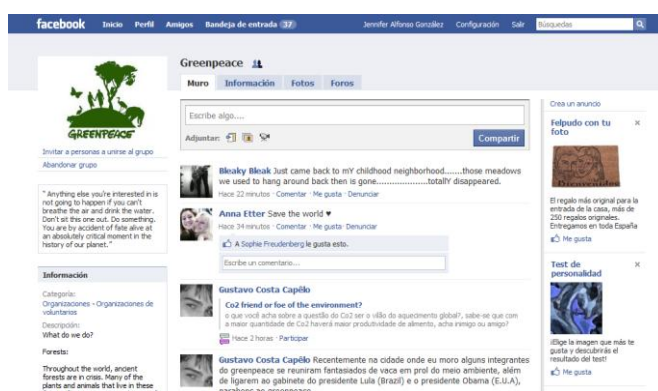 facebook Inicio Perfil Amigos Bandeja de entrada 37 Jennifer Alfonso González Configuración Salir Búsquedas
GREENPEACE
Invitar a personas a unirse al grupo
Abandonar grupo
" Anything else you're interested in is
not going to happen if you can't
breathe the air and drink the water.
Don't sit this one out. Do something.
You are by accident of fate alive at
an absolutely critical moment in the
history of our planet."
Información
Categoría:
Organizaciones - Organizaciones de
voluntarios
Descripción:
What do we do?
Forests:
Throughout the world, ancient
forests are in crisis. Many of the
plants and animals that live in these
Greenpeace
Muro Información Fotos Foros
Escribe algo....
Adjuntar:
Compartir
Bleaky Bleak Just came back to mY childhood neighborhood.......those meadows
we used to hang around back then is gone.....................totallY disappeared.
Hace 22 minutos · Comentar · Me gusta · Denunciar
Anna Etter Save the world ♥
Hace 34 minutos · Comentar · Me gusta · Denunciar
A Sophie Freudenberg le gusta esto.
Escribe un comentario...
Gustavo Costa Capêlo
Co2 friend or foe of the environment?
o que você acha sobre a questão do Co2 ser o vilão do aquecimento global?, sabe-se que com
a maior quantidade de Co2 haverá maior produtividade de alimento, acha inimigo ou amigo?
Hace 2 horas · Participar
Gustavo Costa Capêlo Recentemente na cidade onde eu moro alguns integrantes
do greenpeace se reuniram fantasiados de vaca em prol do meio ambiente, além
de ligarem ao gabinete do presidente Lula (Brazil) e o presidente Obama (E.U.A),
parabens ao greenpeace
Crea un anuncio
Felpudo con tu
foto
Bienvenidos
El regalo más original para la
entrada de la casa, más de
250 regalos originales.
Entregamos en toda España
Me gusta
Test de
personalidad
¡Elige la imagen que más te
gusta y descubrirás el
resultado del test!
Me gusta